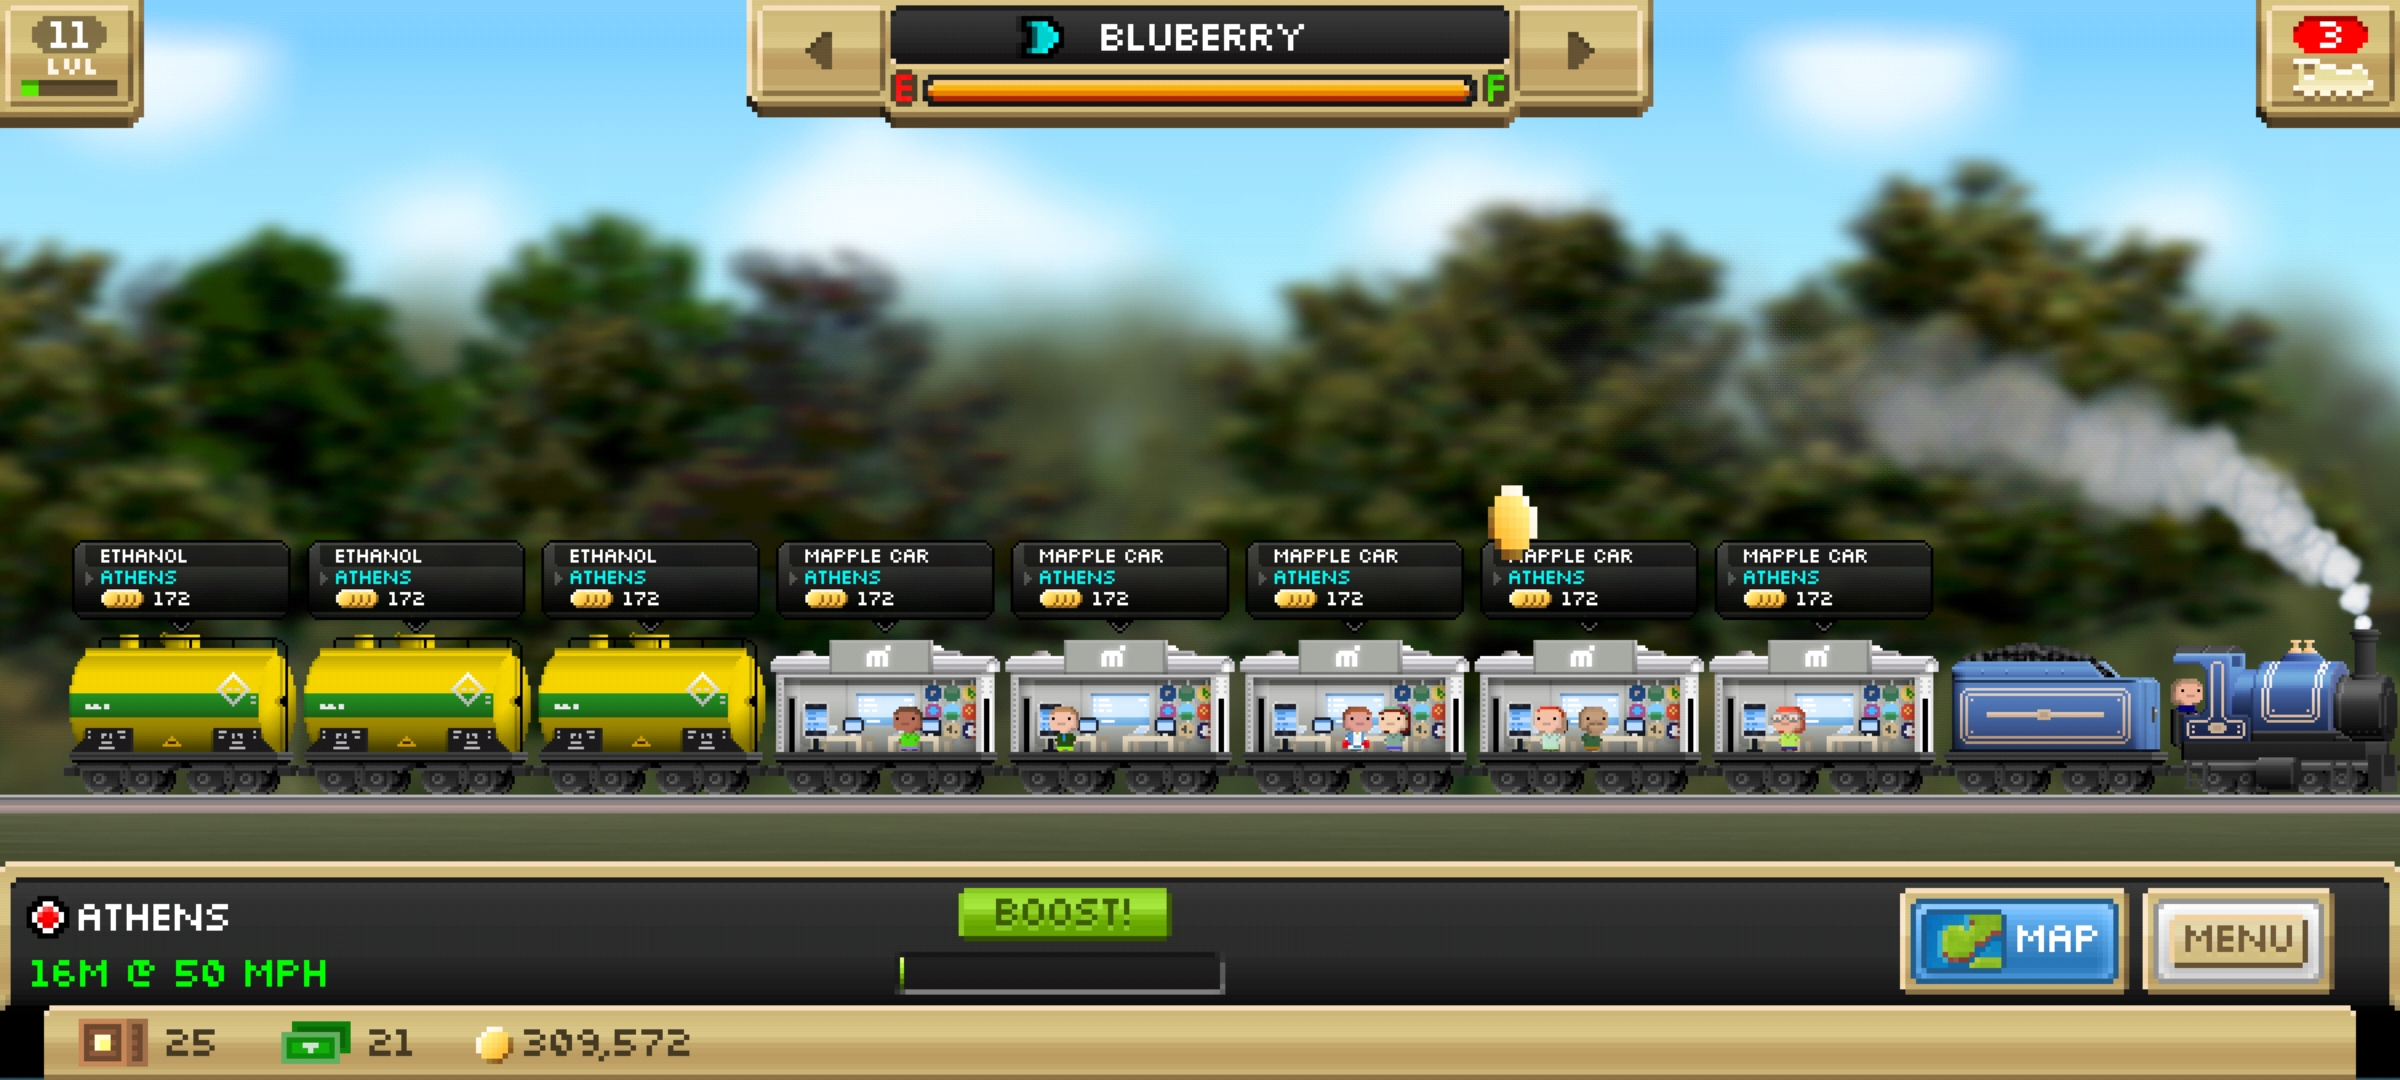 11
LVL
BLUBERRY
E
F
3
ETHANOL
ATHENS
172
ETHANOL
ATHENS
172
ETHANOL
ATHENS
172
MAPPLE CAR
ATHENS
172
MAPPLE CAR
ATHENS
172
MAPPLE CAR
ATHENS
172
MAPPLE CAR
ATHENS
172
MAPPLE CAR
ATHENS
172
m
m
m
m
m
ATHENS
16M @ 50 MPH
BOOST!
MAP
MENU
25
21
309,572